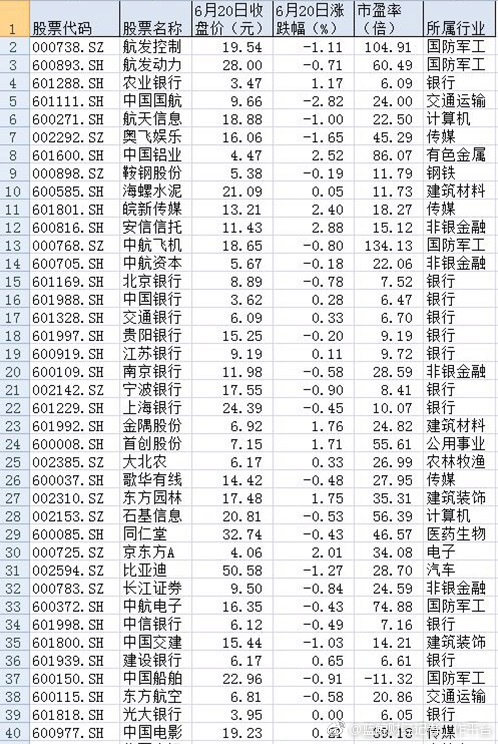 股票代码 股票名称 6月20日收盘价（元） 6月20日涨跌幅（%） 市盈率（倍） 所属行业
1
2 000738.SZ 航发控制 19.54 -1.11 104.91 国防军工
3 600893.SH 航发动力 28.00 -0.71 60.49 国防军工
4 601288.SH 农业银行 3.47 1.17 6.09 银行
5 601111.SH 中国国航 9.66 -2.82 24.00 交通运输
6 600271.SH 航天信息 18.88 -1.00 22.50 计算机
7 002292.SZ 奥飞娱乐 16.06 -1.65 45.29 传媒
8 601600.SH 中国铝业 4.47 2.52 86.07 有色金属
9 000898.SZ 鞍钢股份 5.38 -0.19 11.79 钢铁
10 600585.SH 海螺水泥 21.09 0.05 11.73 建筑材料
11 601801.SH 皖新传媒 13.21 2.40 18.27 传媒
12 600816.SH 安信信托 11.43 2.88 15.12 非银金融
13 000768.SZ 中航飞机 18.65 -0.80 134.13 国防军工
14 600705.SH 中航资本 5.67 -0.18 22.06 非银金融
15 601169.SH 北京银行 8.89 -0.78 7.52 银行
16 601988.SH 中国银行 3.62 0.28 6.47 银行
17 601328.SH 交通银行 6.09 0.33 6.70 银行
18 601997.SH 贵阳银行 15.25 -0.20 9.19 银行
19 600919.SH 江苏银行 9.19 0.11 9.72 银行
20 600109.SH 南京银行 11.98 -0.58 28.59 非银金融
21 002142.SZ 宁波银行 17.55 -0.90 8.41 银行
22 601229.SH 上海银行 24.39 -0.45 10.07 银行
23 601992.SH 金隅股份 6.92 1.76 24.82 建筑材料
24 600008.SH 首创股份 7.15 1.71 55.61 公用事业
25 002385.SZ 大北农 6.17 0.33 26.99 农林牧渔
26 600037.SH 歌华有线 14.42 -0.48 27.95 传媒
27 002310.SZ 东方园林 17.48 1.75 35.31 建筑装饰
28 002153.SZ 石基信息 20.81 -0.53 56.39 计算机
29 600085.SH 同仁堂 32.74 -0.43 46.57 医药生物
30 000725.SZ 京东方A 4.06 2.01 34.08 电子
31 002594.SZ 比亚迪 50.58 -1.27 28.70 汽车
32 000783.SZ 长江证券 9.50 -0.84 24.59 非银金融
33 600372.SH 中航电子 16.35 -0.43 74.88 国防军工
34 601998.SH 中信银行 6.12 -0.49 7.16 银行
35 601800.SH 中国交建 15.44 -1.03 14.21 建筑装饰
36 601939.SH 建设银行 6.17 0.65 6.61 银行
37 600150.SH 中国船舶 22.96 -0.91 -11.32 国防军工
38 600115.SH 东方航空 6.81 -0.58 20.86 交通运输
39 601818.SH 光大银行 3.95 0.00 6.05 银行
40 600977.SH 中国电影 19.23 传媒